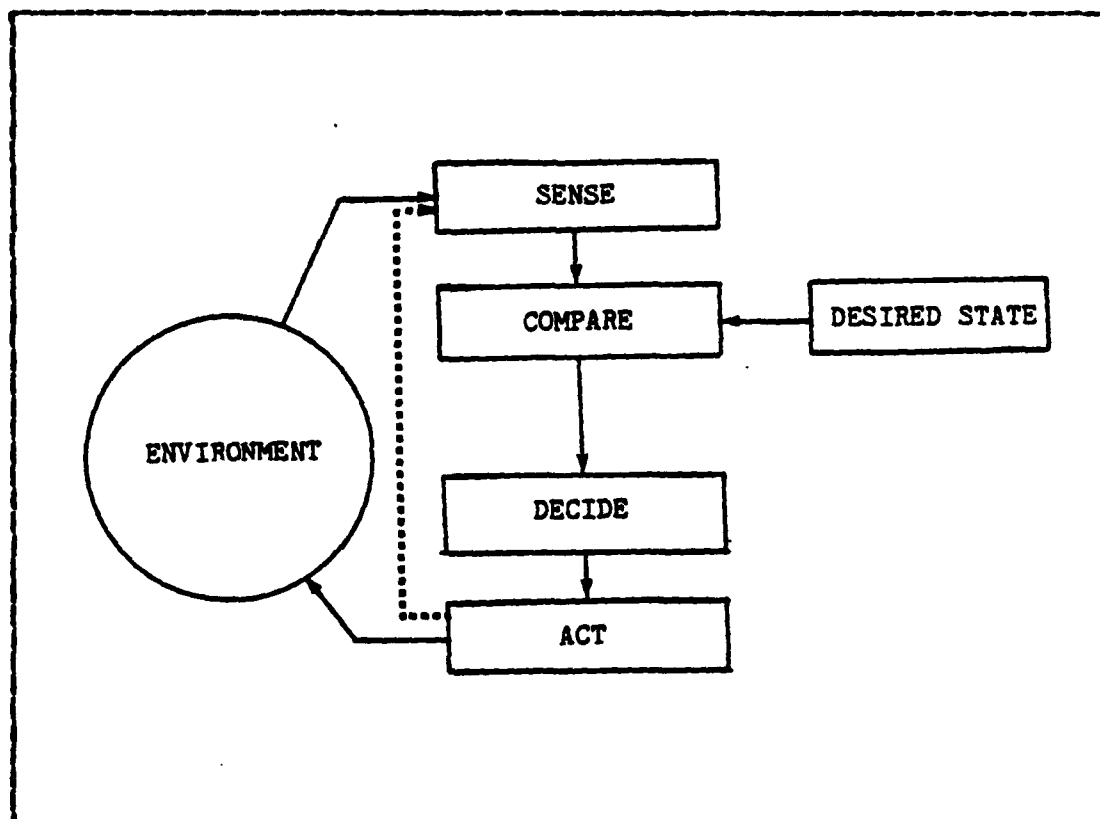 SENSE
COMPARE
DESIRED STATE
ENVIRONMENT
DECIDE
ACT